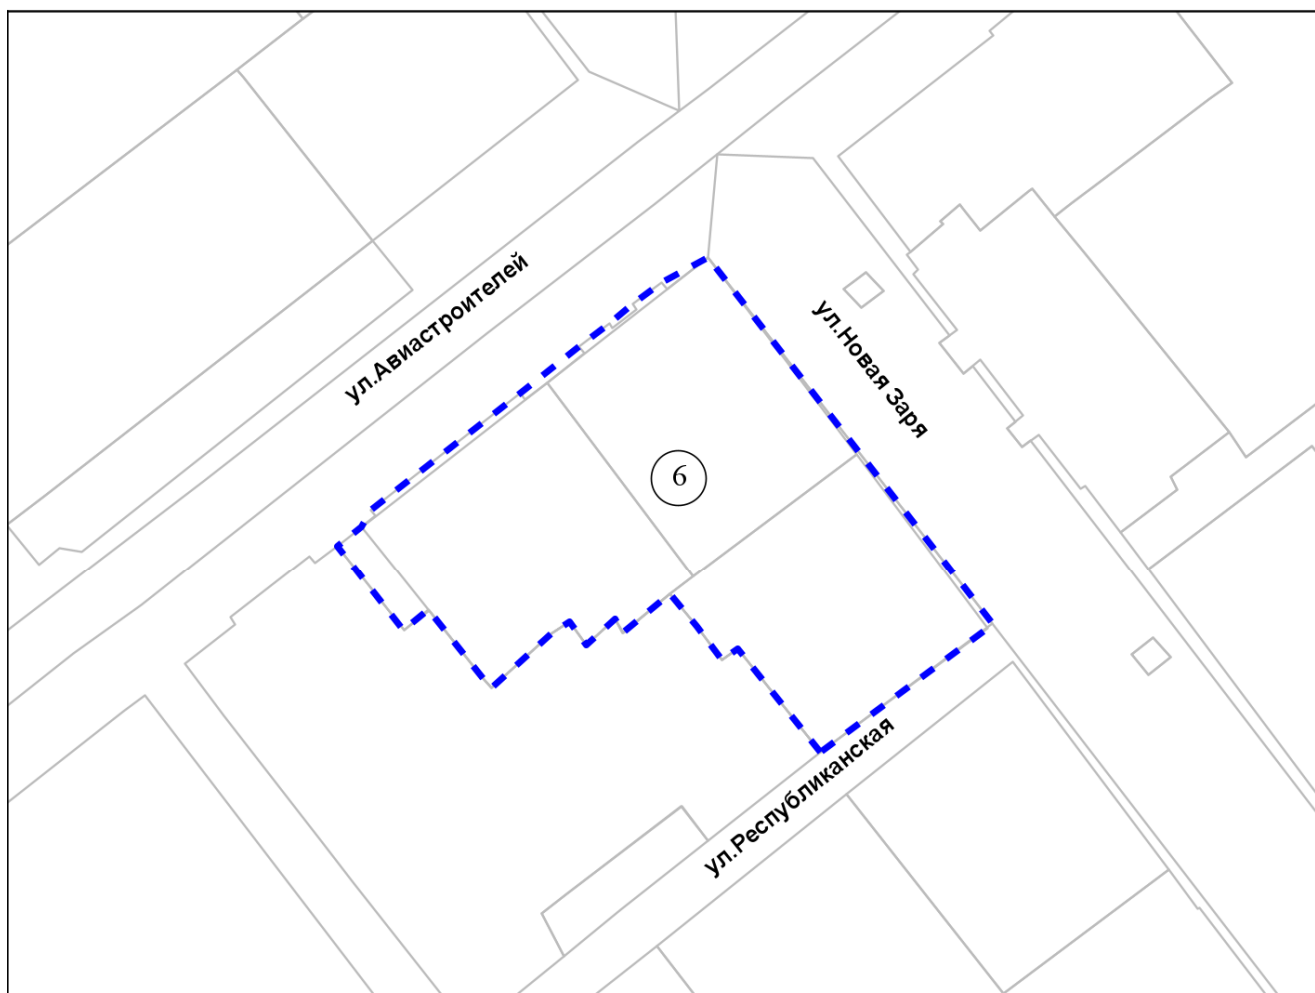 ул.Авиастроителей
ул.Новая Заря
6
ул.Республиканская